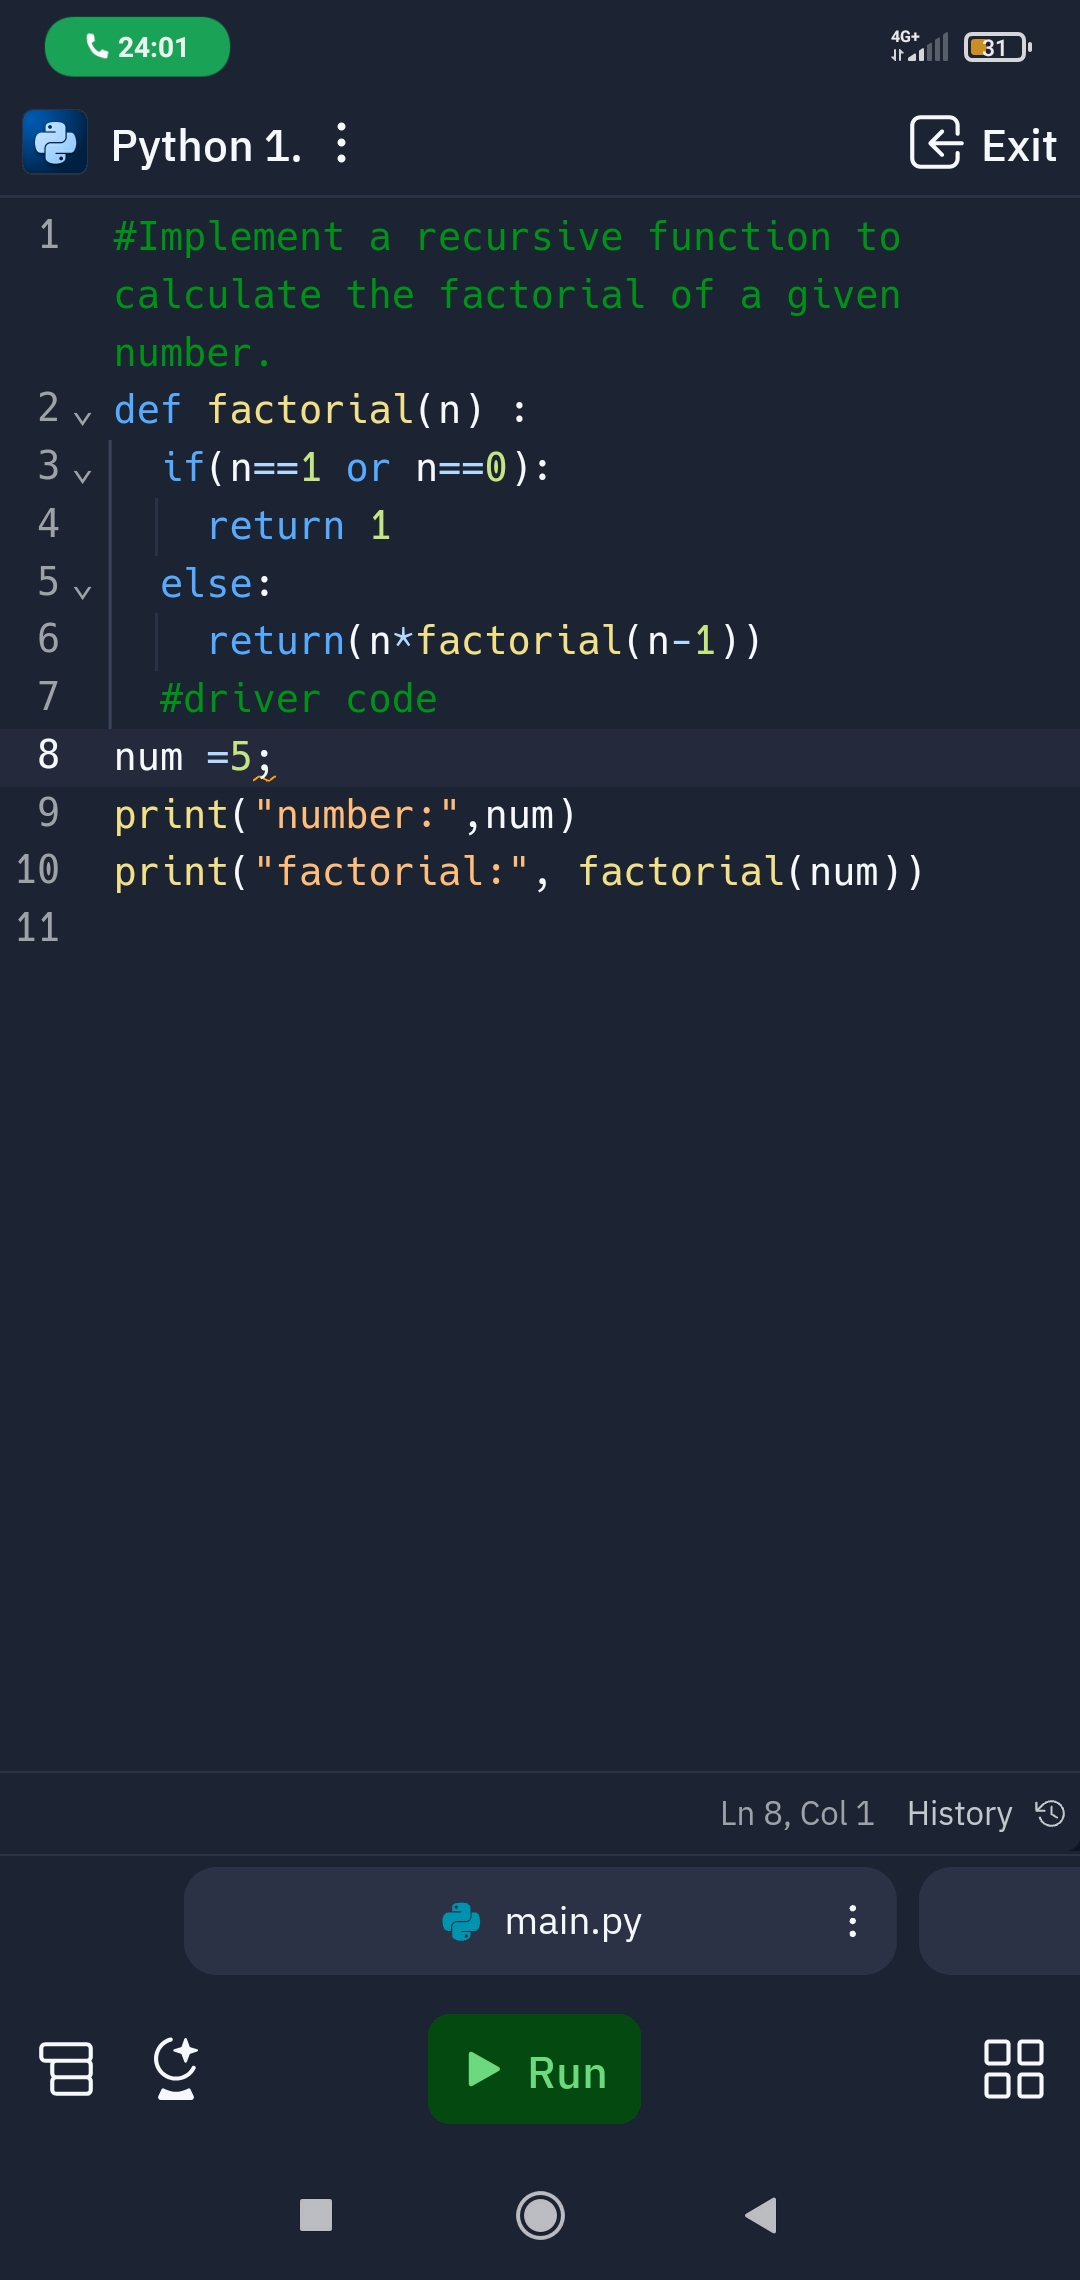 24:01
4G+
31
Python 1.
Exit
1 #Implement a recursive function to
calculate the factorial of a given
number.
2 def factorial(n) :
3 if(n==1 or n==0):
4 return 1
5 else:
6 return(n*factorial(n-1))
7 #driver code
8 num =5;
9 print("number:",num)
10 print("factorial:", factorial(num))
11
Ln 8, Col 1 History
main.py
Run